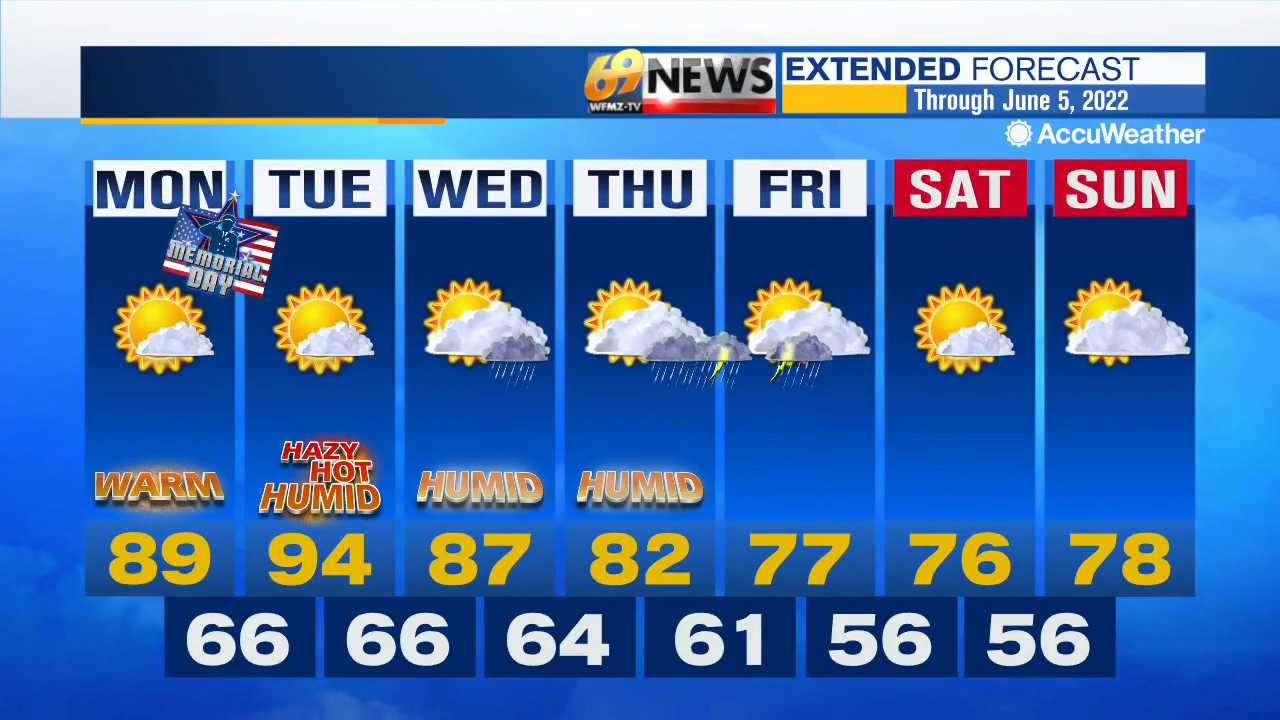 69 NEWS
WFMZ-TV
EXTENDED FORECAST
Through June 5, 2022
AccuWeather
MON TUE WED THU FRI SAT SUN
MEMORIAL
DAY
WARM
HAZY
HOT
HUMID
HUMID
HUMID
89 94 87 82 77 76 78
66 66 64 61 56 56